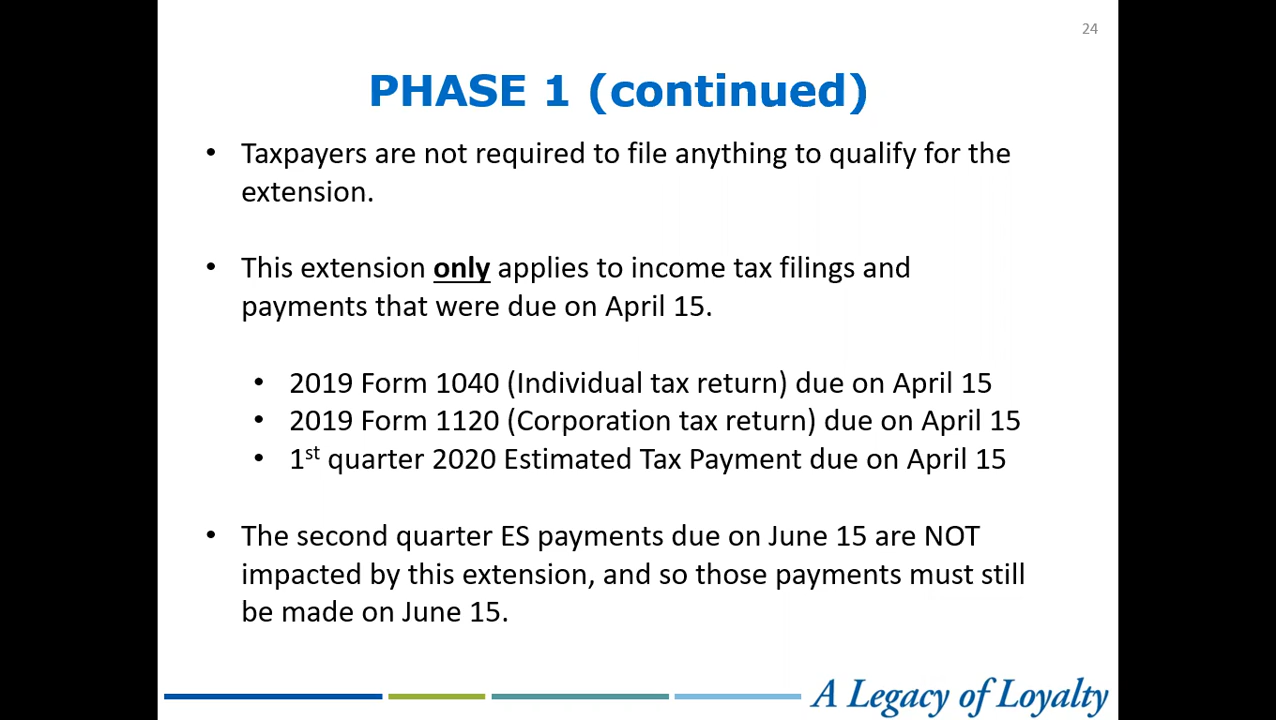 24
PHASE 1 (continued)
• Taxpayers are not required to file anything to qualify for the
extension.
• This extension only applies to income tax filings and
payments that were due on April 15.
• 2019 Form 1040 (Individual tax return) due on April 15
• 2019 Form 1120 (Corporation tax return) due on April 15
• 1st quarter 2020 Estimated Tax Payment due on April 15
• The second quarter ES payments due on June 15 are NOT
impacted by this extension, and so those payments must still
be made on June 15.
A Legacy of Loyalty